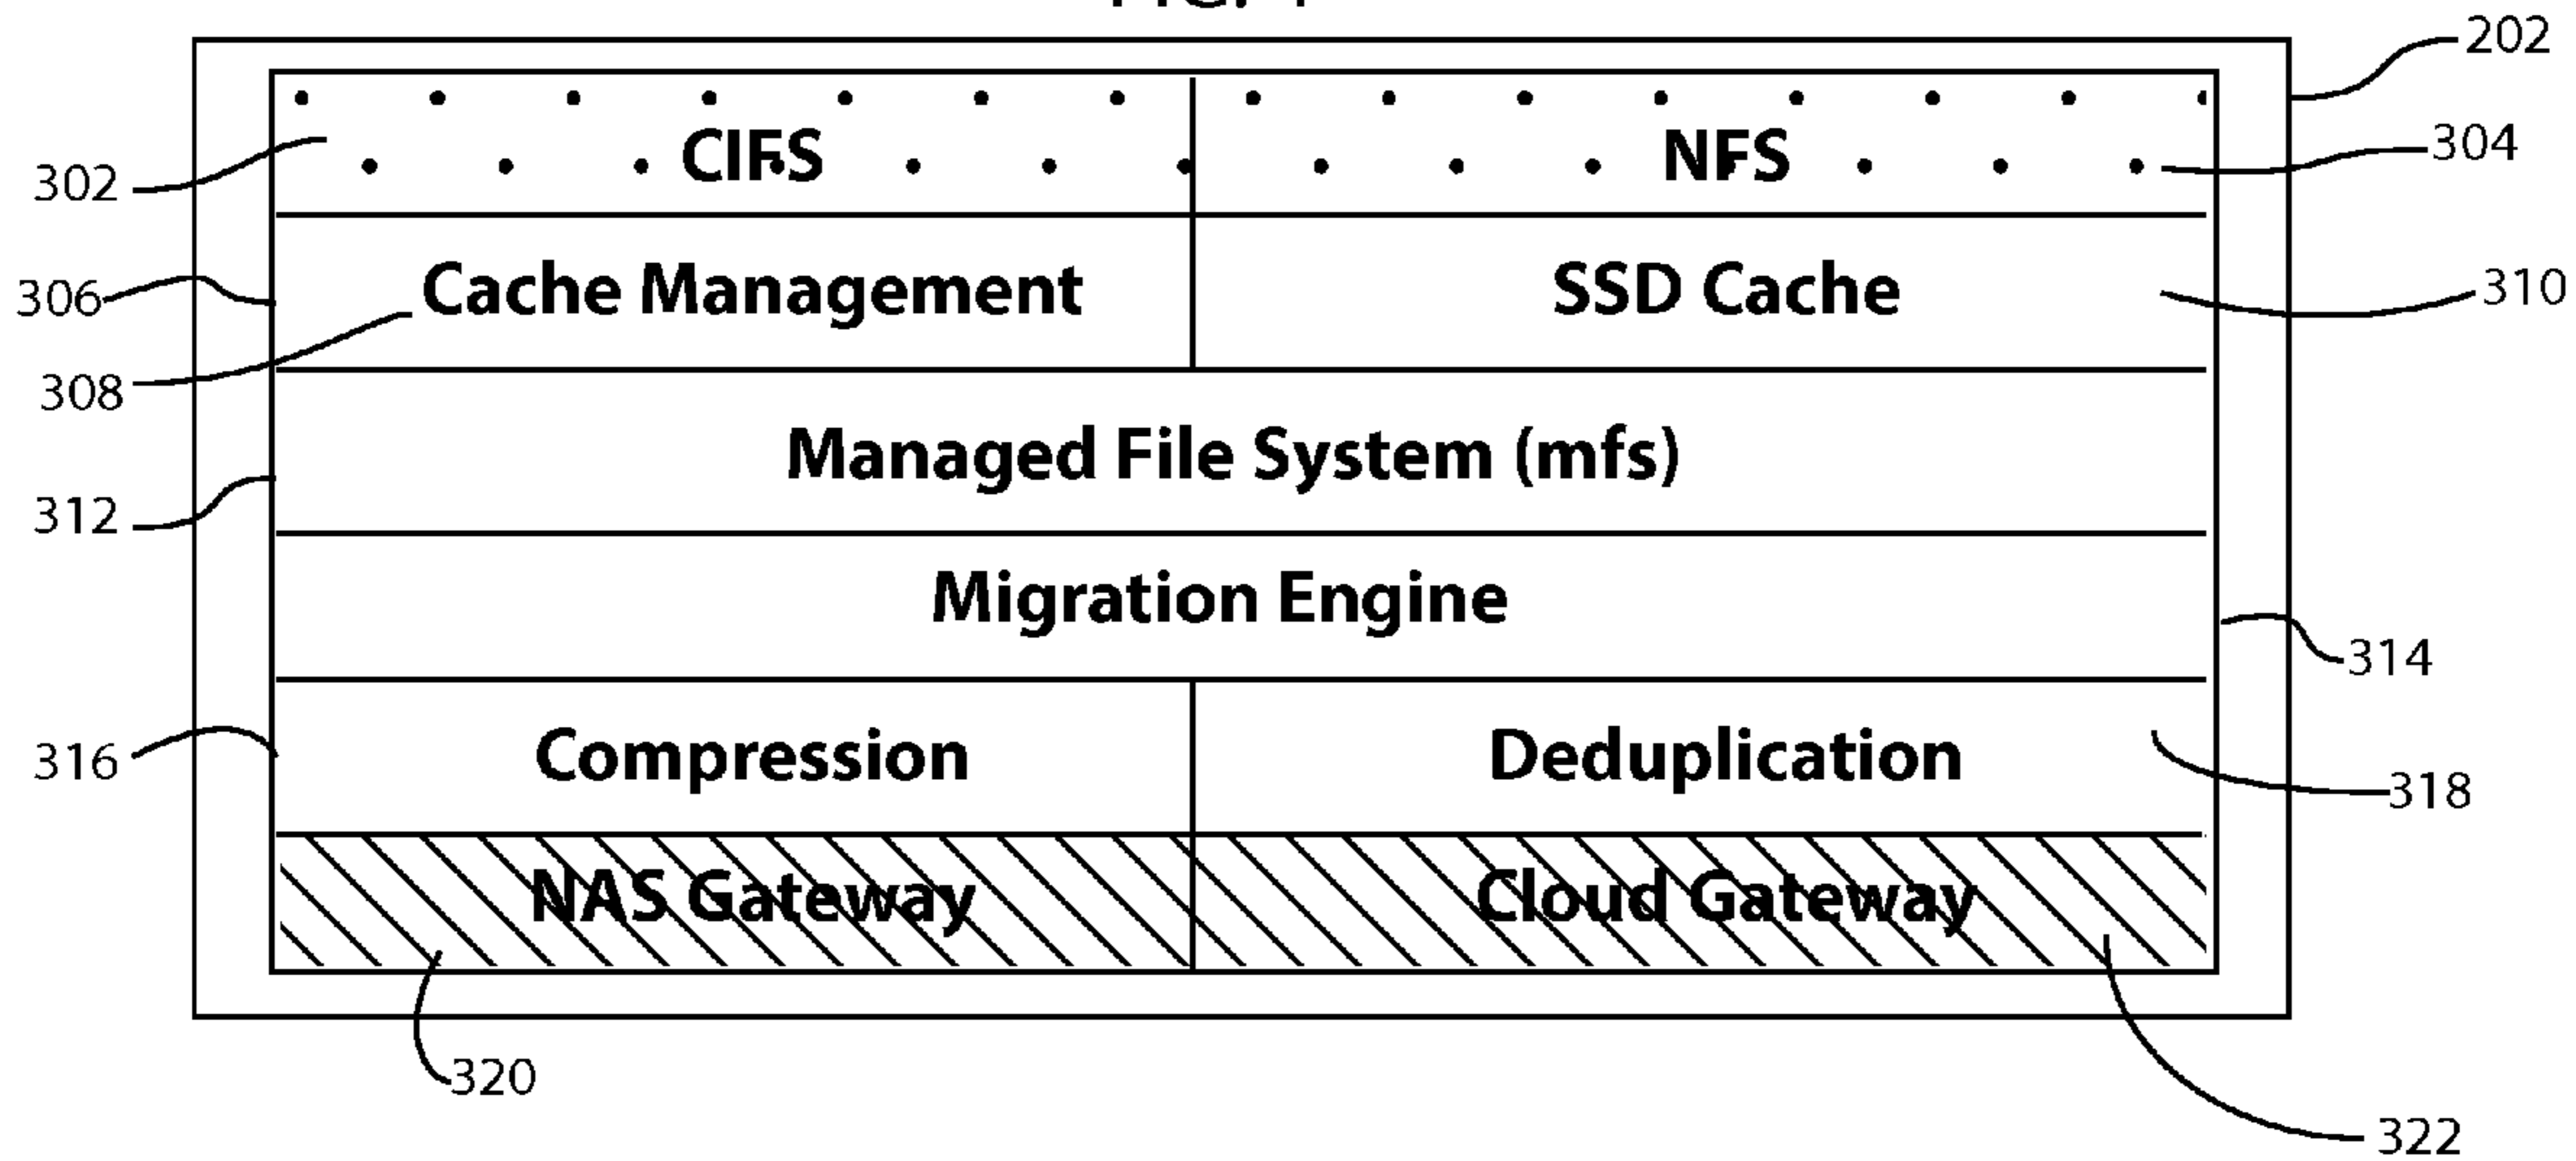 202
CIFS NFS
302 304
306 Cache Management SSD Cache 310
308
Managed File System (mfs)
312
Migration Engine
314
316 Compression Deduplication 318
NAS Gateway Cloud Gateway
320
322